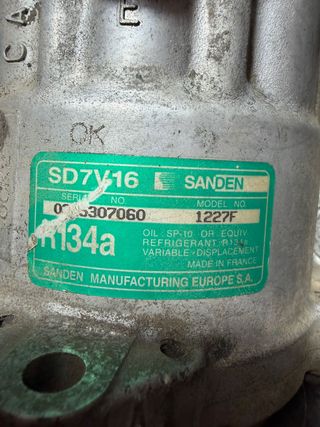 CA E
OK
SD7V16 SANDEN
SERIAL NO. MODEL NO.
1227F
R134a
OIL: SP-10 OR EQUIV.
REFRIGERANT: R134a
VARIABLE DISPLACEMENT
MADE IN FRANCE
SANDEN MANUFACTURING EUROPE S.A.